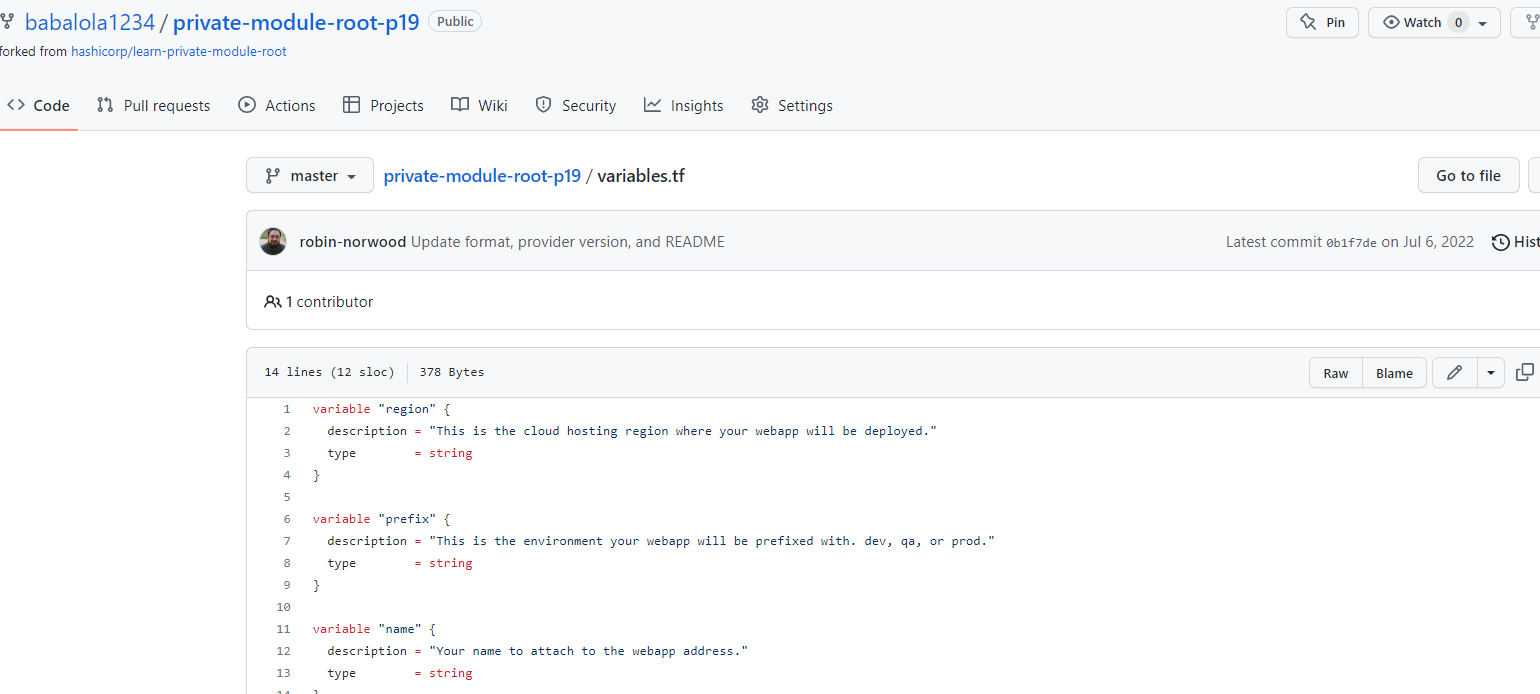 babalola1234 / private-module-root-p19 Public
Pin
Watch 0
forked from hashicorp/learn-private-module-root
Code Pull requests Actions Projects Wiki Security Insights Settings
master private-module-root-p19 / variables.tf Go to file
robin-norwood Update format, provider version, and README Latest commit 0b1f7de on Jul 6, 2022 Hist
1 contributor
14 lines (12 sloc) 378 Bytes Raw Blame
1 variable "region" {
2 description = "This is the cloud hosting region where your webapp will be deployed."
3 type = string
4 }
5
6 variable "prefix" {
7 description = "This is the environment your webapp will be prefixed with. dev, qa, or prod."
8 type = string
9 }
10
11 variable "name" {
12 description = "Your name to attach to the webapp address."
13 type = string
14 }